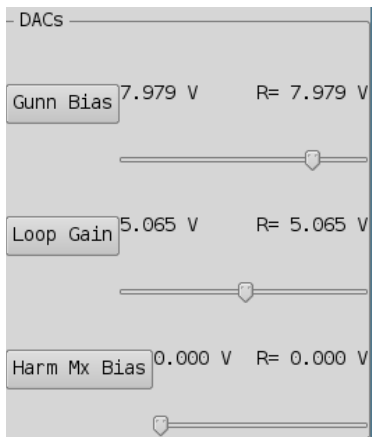 DACs
Gunn Bias 7.979 V R= 7.979 V
Loop Gain 5.065 V R= 5.065 V
Harm Mx Bias 0.000 V R= 0.000 V